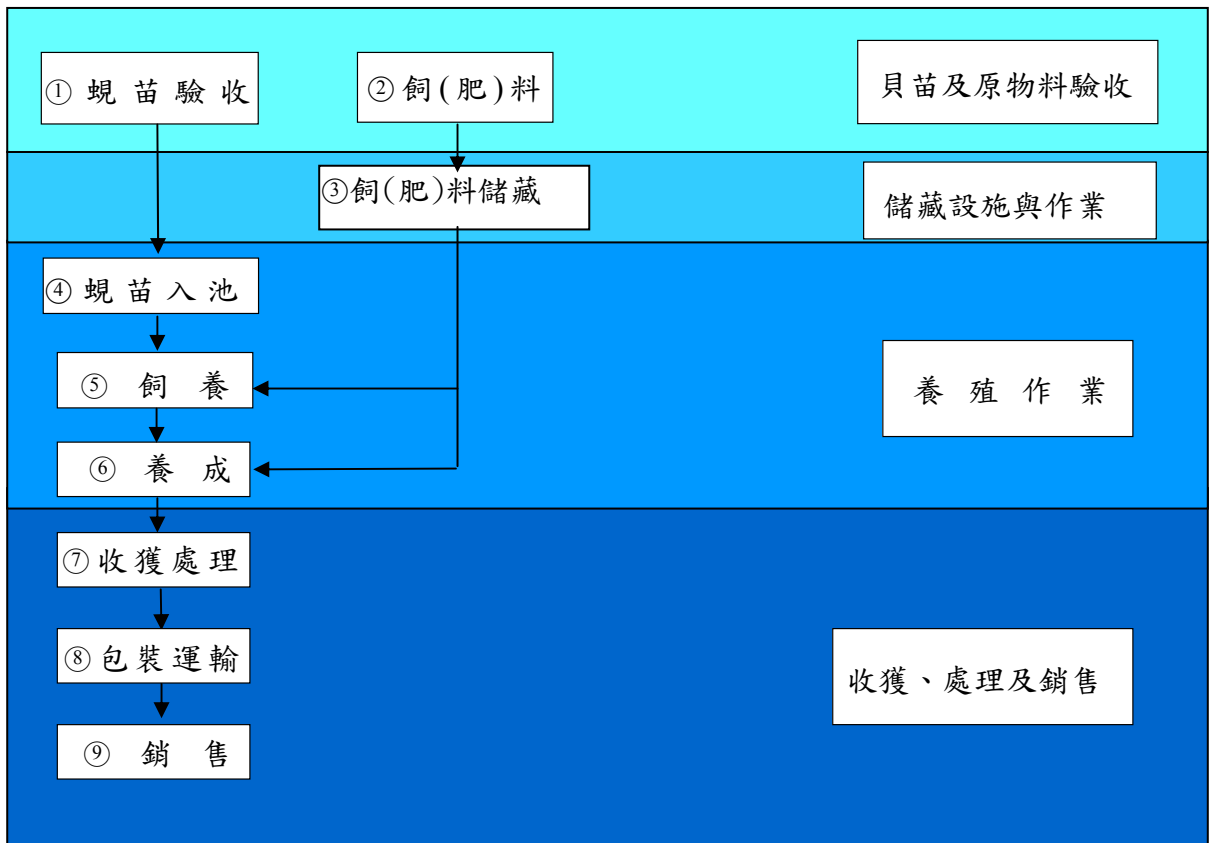 ①蜆苗驗收
②飼(肥)料
貝苗及原物料驗收
③飼(肥)料儲藏
儲藏設施與作業
④蜆苗入池
⑤飼養
養殖作業
⑥養成
⑦收獲處理
⑧包裝運輸
收獲、處理及銷售
⑨銷售